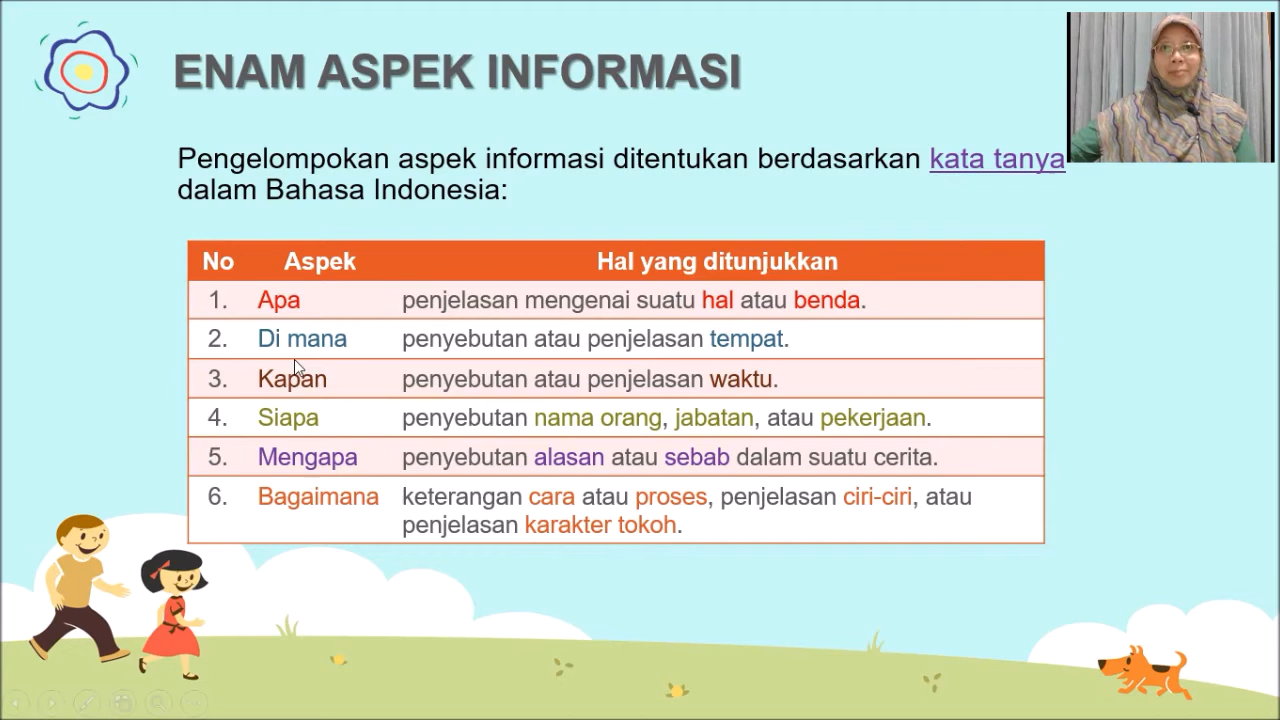 ENAM ASPEK INFORMASI
Pengelompokan aspek informasi ditentukan berdasarkan kata tanya
dalam Bahasa Indonesia:
No Aspek Hal yang ditunjukkan
1. Apa penjelasan mengenai suatu hal atau benda.
2. Di mana penyebutan atau penjelasan tempat.
3. Kapan penyebutan atau penjelasan waktu.
4. Siapa penyebutan nama orang, jabatan, atau pekerjaan.
5. Mengapa penyebutan alasan atau sebab dalam suatu cerita.
6. Bagaimana keterangan cara atau proses, penjelasan ciri-ciri, atau
penjelasan karakter tokoh.